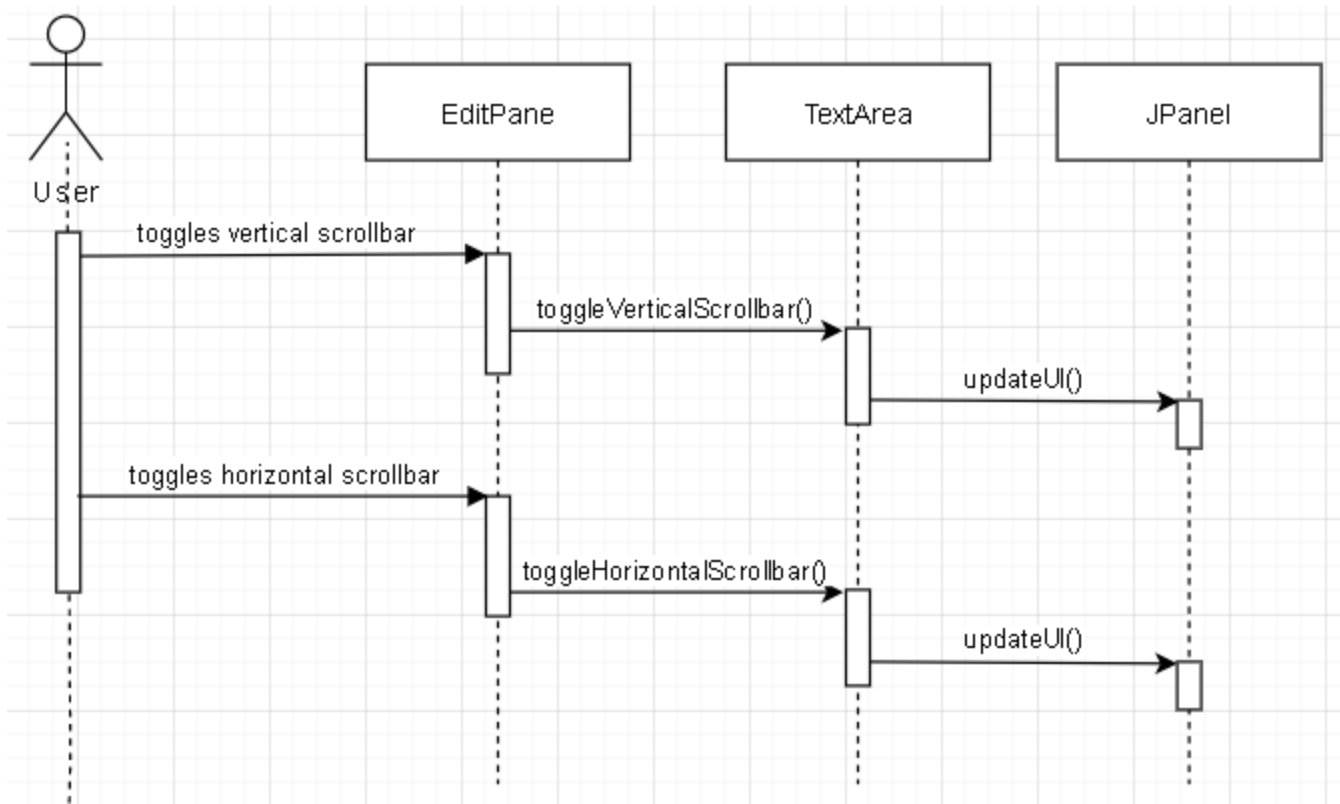 EditPane
TextArea
JPanel
User
toggles vertical scrollbar
toggleVerticalScrollbar()
updateUI()
toggles horizontal scrollbar
toggleHorizontalScrollbar()
updateUI()